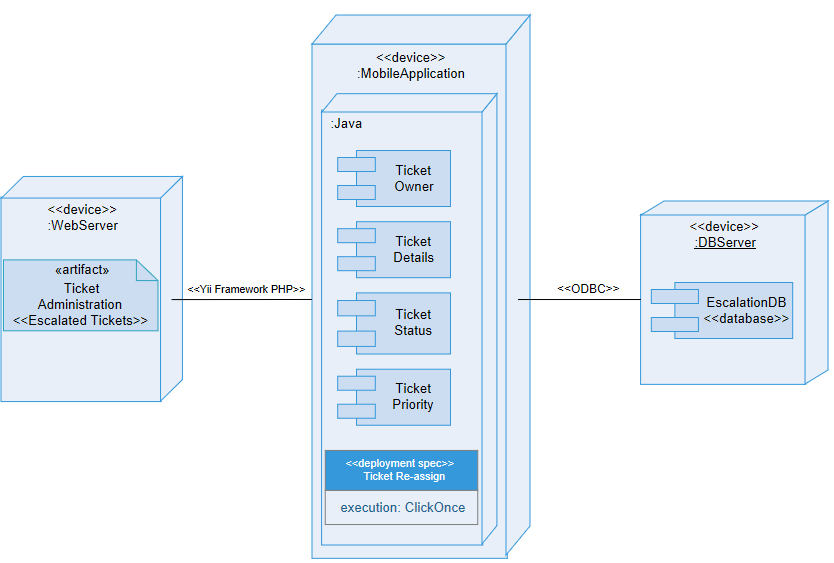 <<device>>
:WebServer
«artifact»
Ticket
Administration
<<Escalated Tickets>>
<<Yii Framework PHP>>
<<device>>
:MobileApplication
:Java
Ticket
Owner
Ticket
Details
Ticket
Status
Ticket
Priority
<<deployment spec>>
Ticket Re-assign
execution: ClickOnce
<<ODBC>>
<<device>>
:DBServer
EscalationDB
<<database>>